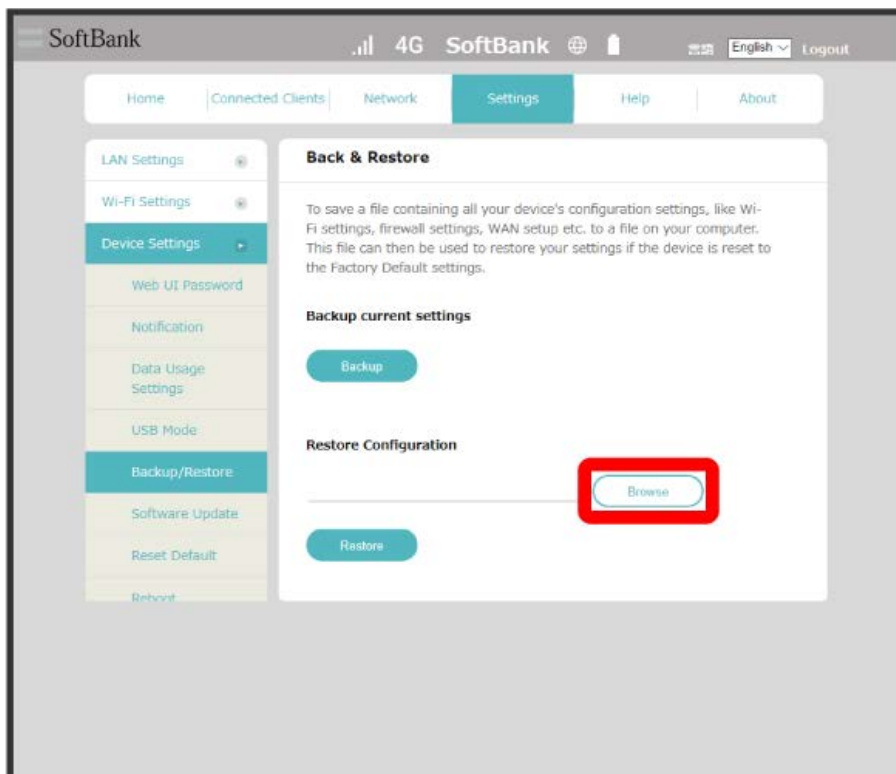 SoftBank
4G SoftBank
English
Logout
Home
Connected Clients
Network
Settings
Help
About
LAN Settings
Wi-Fi Settings
Device Settings
Web UI Password
Notification
Data Usage
Settings
USB Mode
Backup/Restore
Software Update
Reset Default
Reboot
Back & Restore
To save a file containing all your device's configuration settings, like Wi-
Fi settings, firewall settings, WAN setup etc. to a file on your computer.
This file can then be used to restore your settings if the device is reset to
the Factory Default settings.
Backup current settings
Backup
Restore Configuration
Browse
Restore